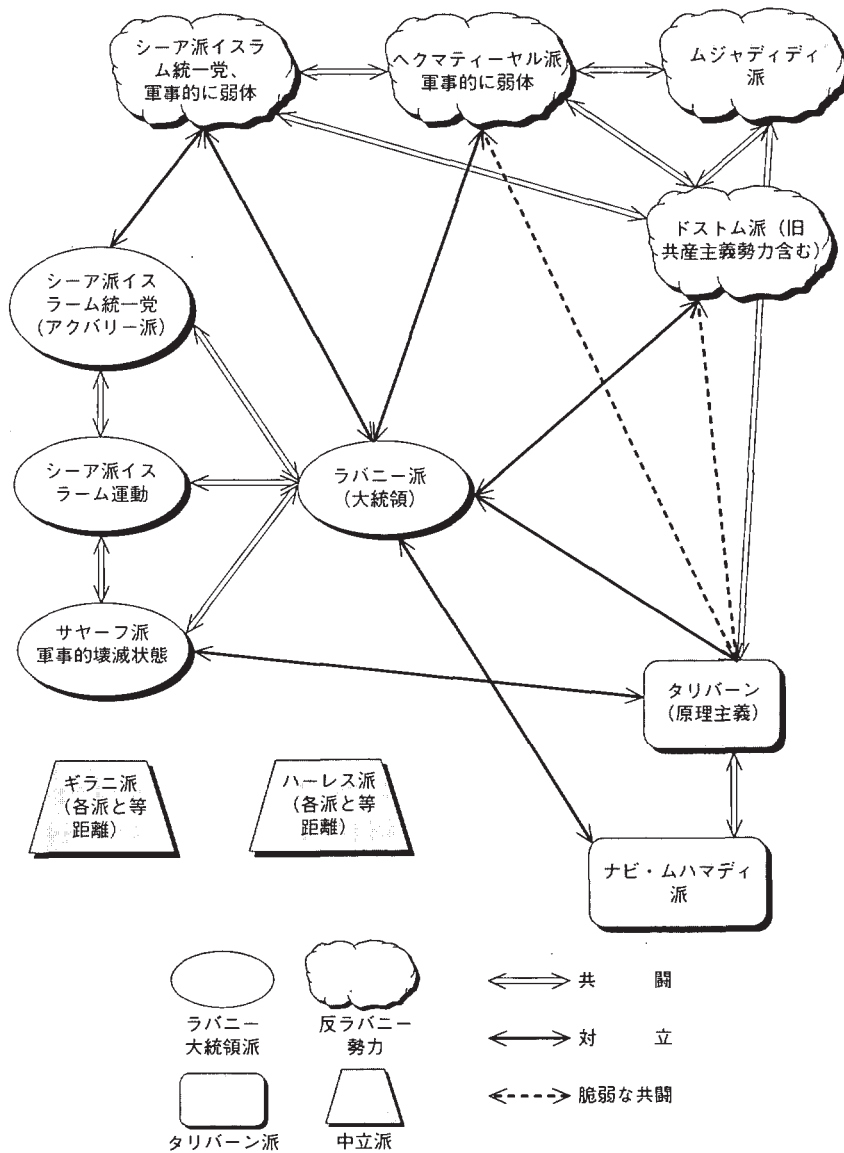 シーア派イスラ
ム統一党、
軍事的に弱体
ヘクマティーヤル派
軍事的に弱体
ムジャディディ
派
ドストム派（旧
共産主義勢力含む）
シーア派イス
ラーム統一党
（アクバリー派）
シーア派イス
ラーム運動
ラバニー派
（大統領）
サヤーフ派
軍事的壊滅状態
タリバーン
（原理主義）
ギラニ派
（各派と等
距離）
ハーレス派
（各派と等
距離）
ナビ・ムハマディ
派
ラバニー
大統領派
反ラバニー
勢力
共　闘
対　立
脆弱な共闘
タリバーン派
中立派